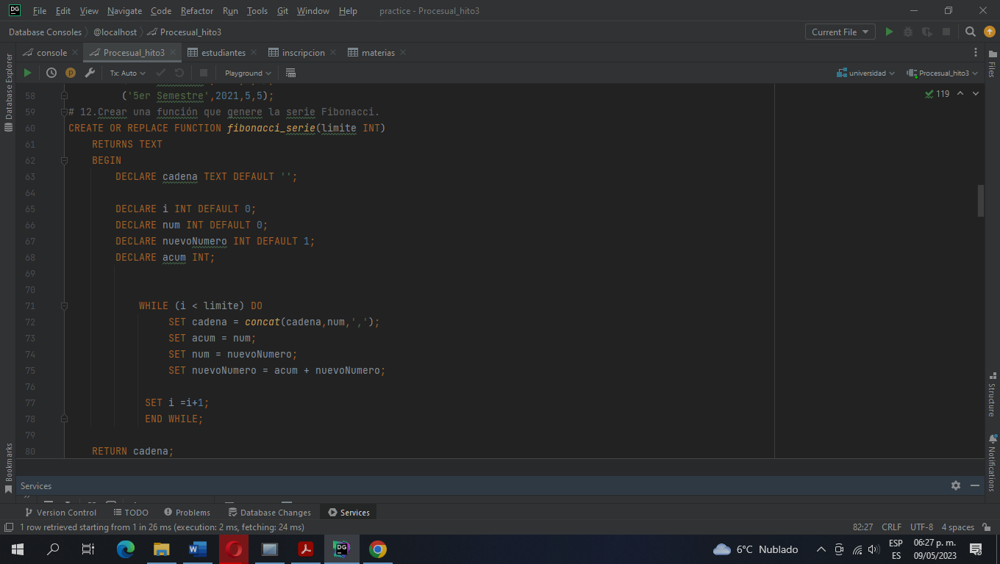 DG File Edit View Navigate Code Refactor Run Tools Git Window Help practice - Procesual_hito3
Database Consoles @localhost Procesual_hito3 Current File
console Procesual_hito3 estudiantes inscripcion materias
Tx: Auto Playground universidad Procesual_hito3
Database Explorer
Files
58 ('5er Semestre',2021,5,5);
119
59 # 12.Crear una función que genere la serie Fibonacci.
60 CREATE OR REPLACE FUNCTION fibonacci_serie(limite INT)
61 RETURNS TEXT
62 BEGIN
63 DECLARE cadena TEXT DEFAULT '';
64
65 DECLARE i INT DEFAULT 0;
66 DECLARE num INT DEFAULT 0;
67 DECLARE nuevoNumero INT DEFAULT 1;
68 DECLARE acum INT;
69
70
71 WHILE (i < limite) DO
72 SET cadena = concat(cadena,num,',');
73 SET acum = num;
74 SET num = nuevoNumero;
75 SET nuevoNumero = acum + nuevoNumero;
76
77 SET i =i+1;
78 END WHILE;
79
80 RETURN cadena;
Structure
Notifications
Bookmarks
Services
Version Control TODO Problems Database Changes Services
1 row retrieved starting from 1 in 26 ms (execution: 2 ms, fetching: 24 ms) 82:27 CRLF UTF-8 4 spaces
6°C Nublado ESP 06:27 p. m.
ES 09/05/2023